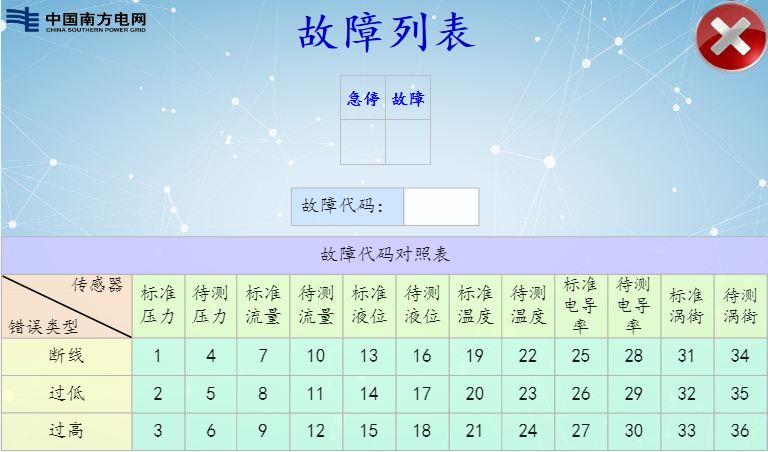 中国南方电网
CHINA SOUTHERN POWER GRID
故障列表
急停 故障
故障代码：
故障代码对照表
传感器
错误类型
标准压力 待测压力 标准流量 待测流量 标准液位 待测液位 标准温度 待测温度 标准电导率 待测电导率 标准涡街 待测涡街
断线 1 4 7 10 13 16 19 22 25 28 31 34
过低 2 5 8 11 14 17 20 23 26 29 32 35
过高 3 6 9 12 15 18 21 24 27 30 33 36